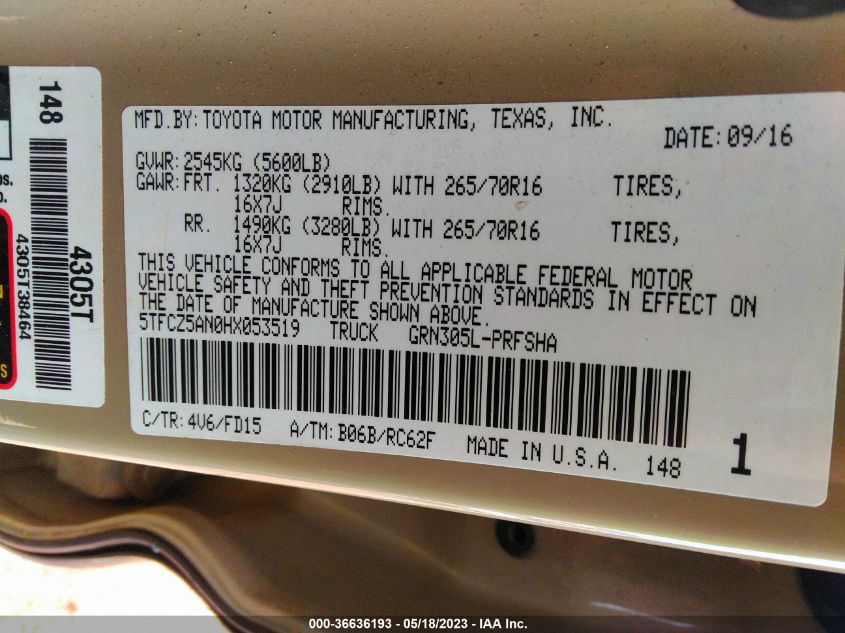 148
4305T
4305T38464
bs.
D.
S
MFD.BY:TOYOTA MOTOR MANUFACTURING, TEXAS, INC.
DATE:09/16
GVWR:2545KG (5600LB)
GAWR:FRT. 1320KG (2910LB) WITH 265/70R16 TIRES,
16X7J RIMS.
RR. 1490KG (3280LB) WITH 265/70R16 TIRES,
16X7J RIMS.
THIS VEHICLE CONFORMS TO ALL APPLICABLE FEDERAL MOTOR
VEHICLE SAFETY AND THEFT PREVENTION STANDARDS IN EFFECT ON
THE DATE OF MANUFACTURE SHOWN ABOVE.
5TFCZ5AN0HX053519 TRUCK GRN305L-PRFSHA
C/TR:4V6/FD15 A/TM:B06B/RC62F MADE IN U.S.A. 148 1
000-36636193 - 05/18/2023 - IAA Inc.